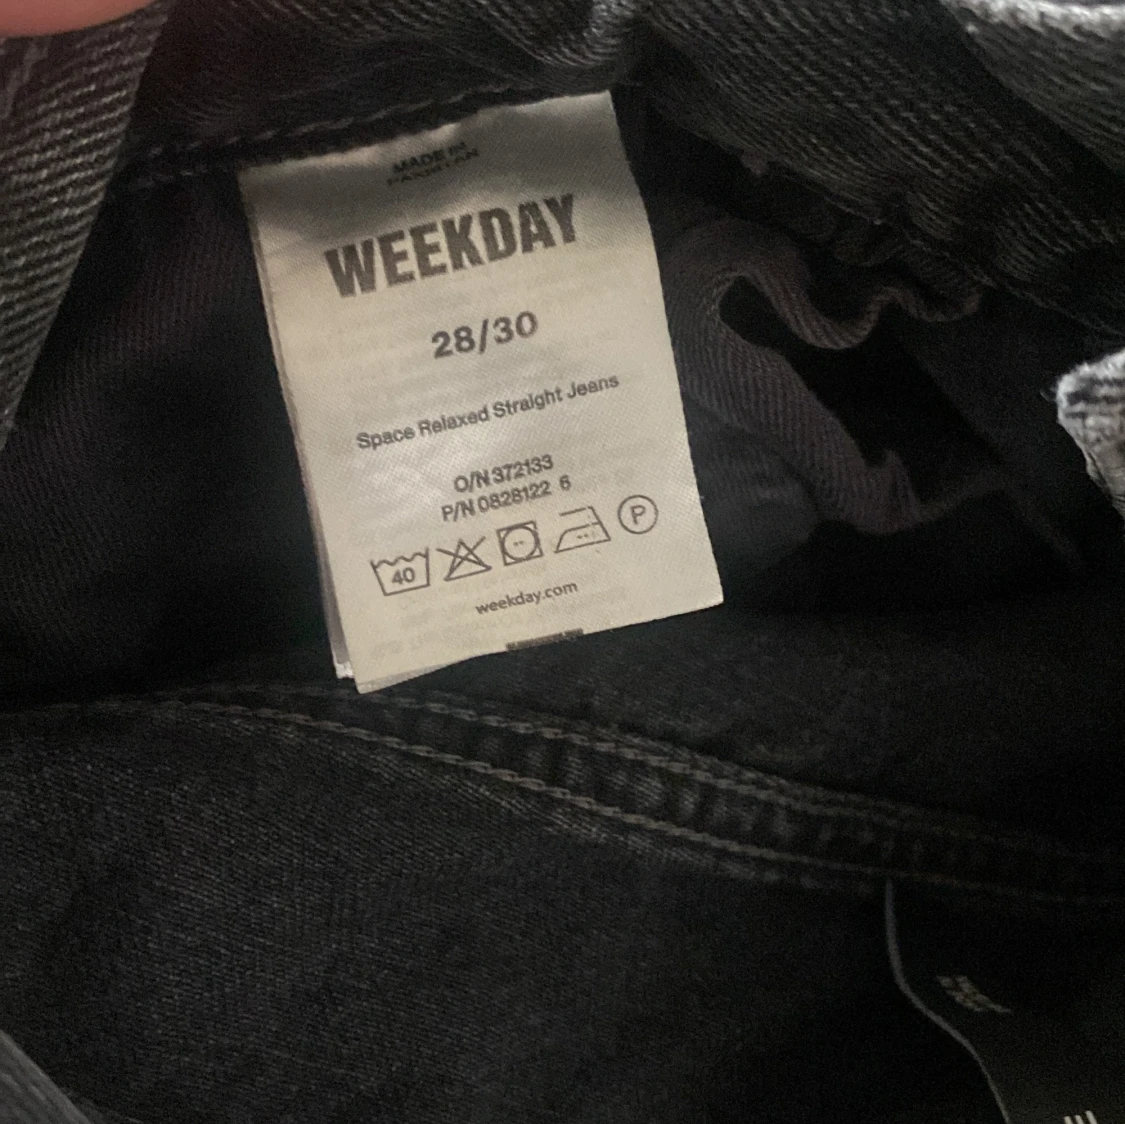 MADE IN
PAKISTAN
WEEKDAY
28/30
Space Relaxed Straight Jeans
O/N 372133
P/N 0828122 6
40
P
weekday.com